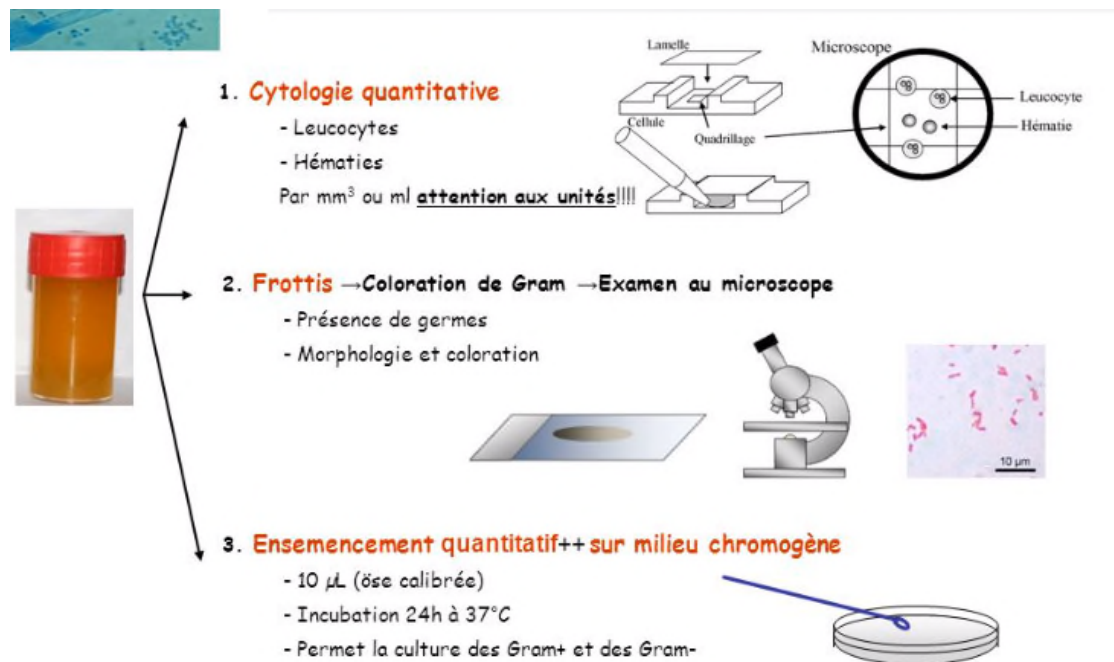 1. Cytologie quantitative
- Leucocytes
- Hématies
Par mm³ ou ml attention aux unités!!!!
Lamelle
Cellule
Quadrillage
Microscope
Leucocyte
Hématie
2. Frottis →Coloration de Gram →Examen au microscope
- Présence de germes
- Morphologie et coloration
10 µm
3. Ensemencement quantitatif++ sur milieu chromogène
- 10 µL (öse calibrée)
- Incubation 24h à 37°C
- Permet la culture des Gram+ et des Gram-